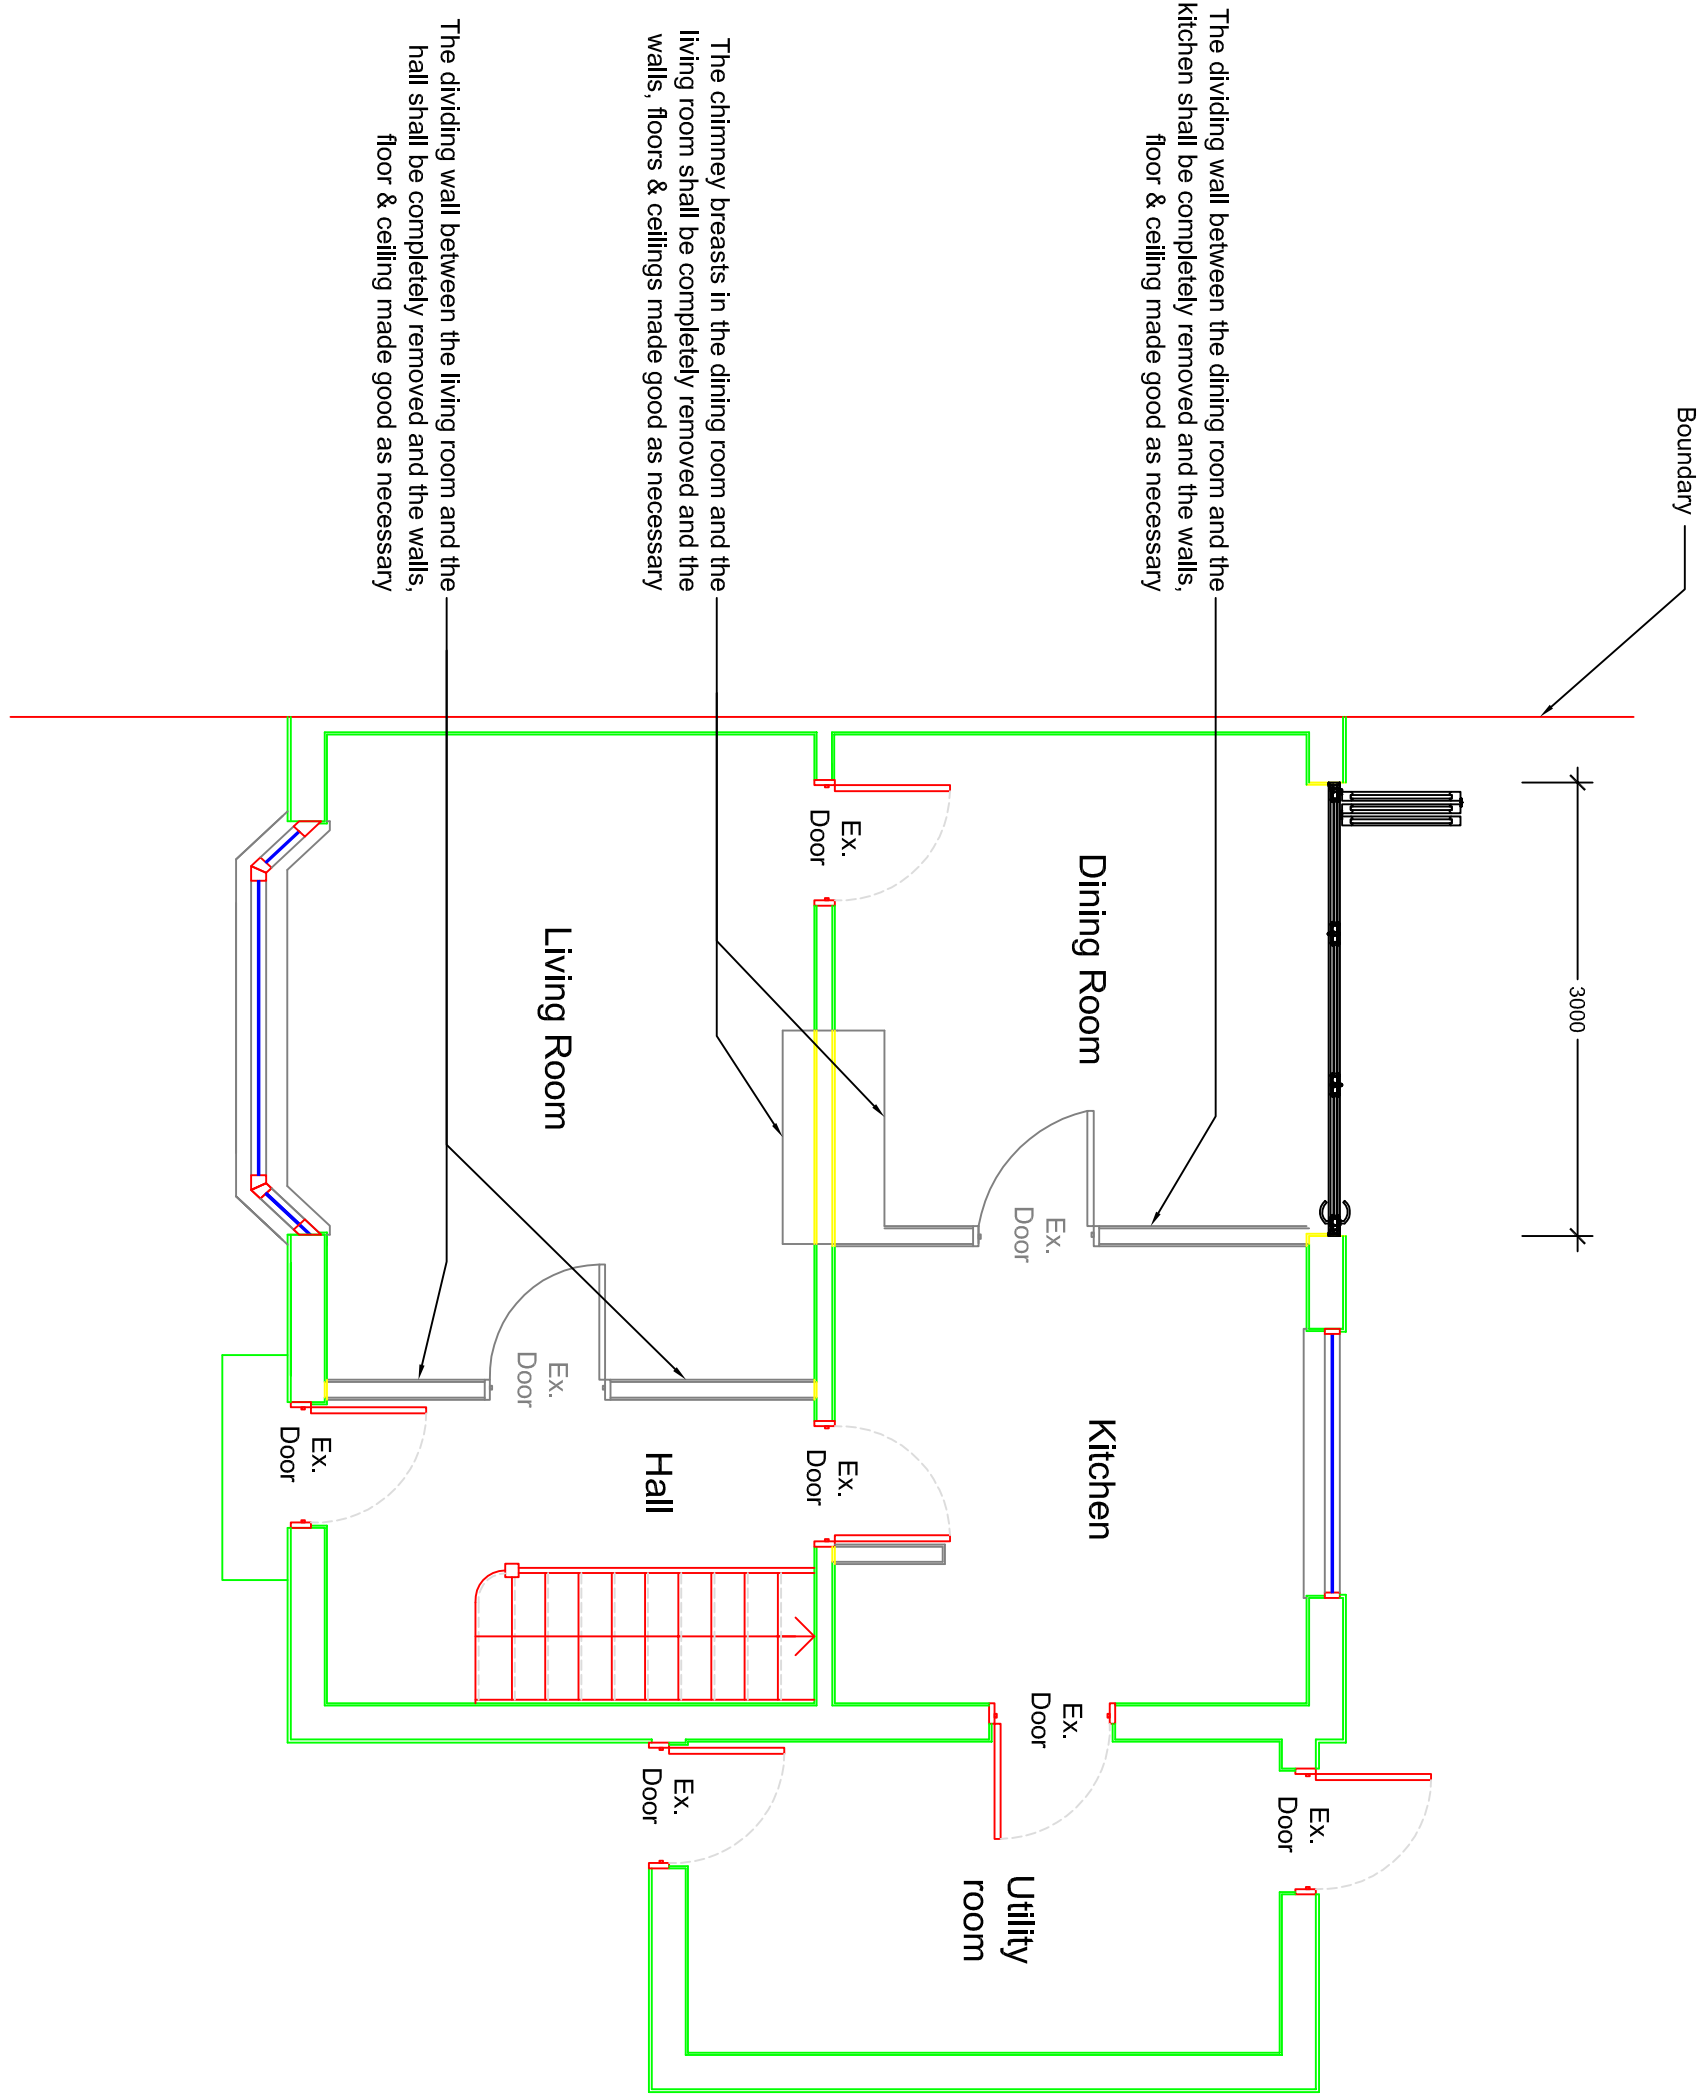 Boundary
3000
The dividing wall between the dining room and the
kitchen shall be completely removed and the walls,
floor & ceiling made good as necessary
The chimney breasts in the dining room and the
living room shall be completely removed and the
walls, floors & ceilings made good as necessary
The dividing wall between the living room and the
hall shall be completely removed and the walls,
floor & ceiling made good as necessary
Dining Room
Kitchen
Ex.
Door
Ex.
Door
Ex.
Door
Ex.
Door
Ex.
Door
Utility
room
Living Room
Hall
Ex.
Door
Ex.
Door
Ex.
Door